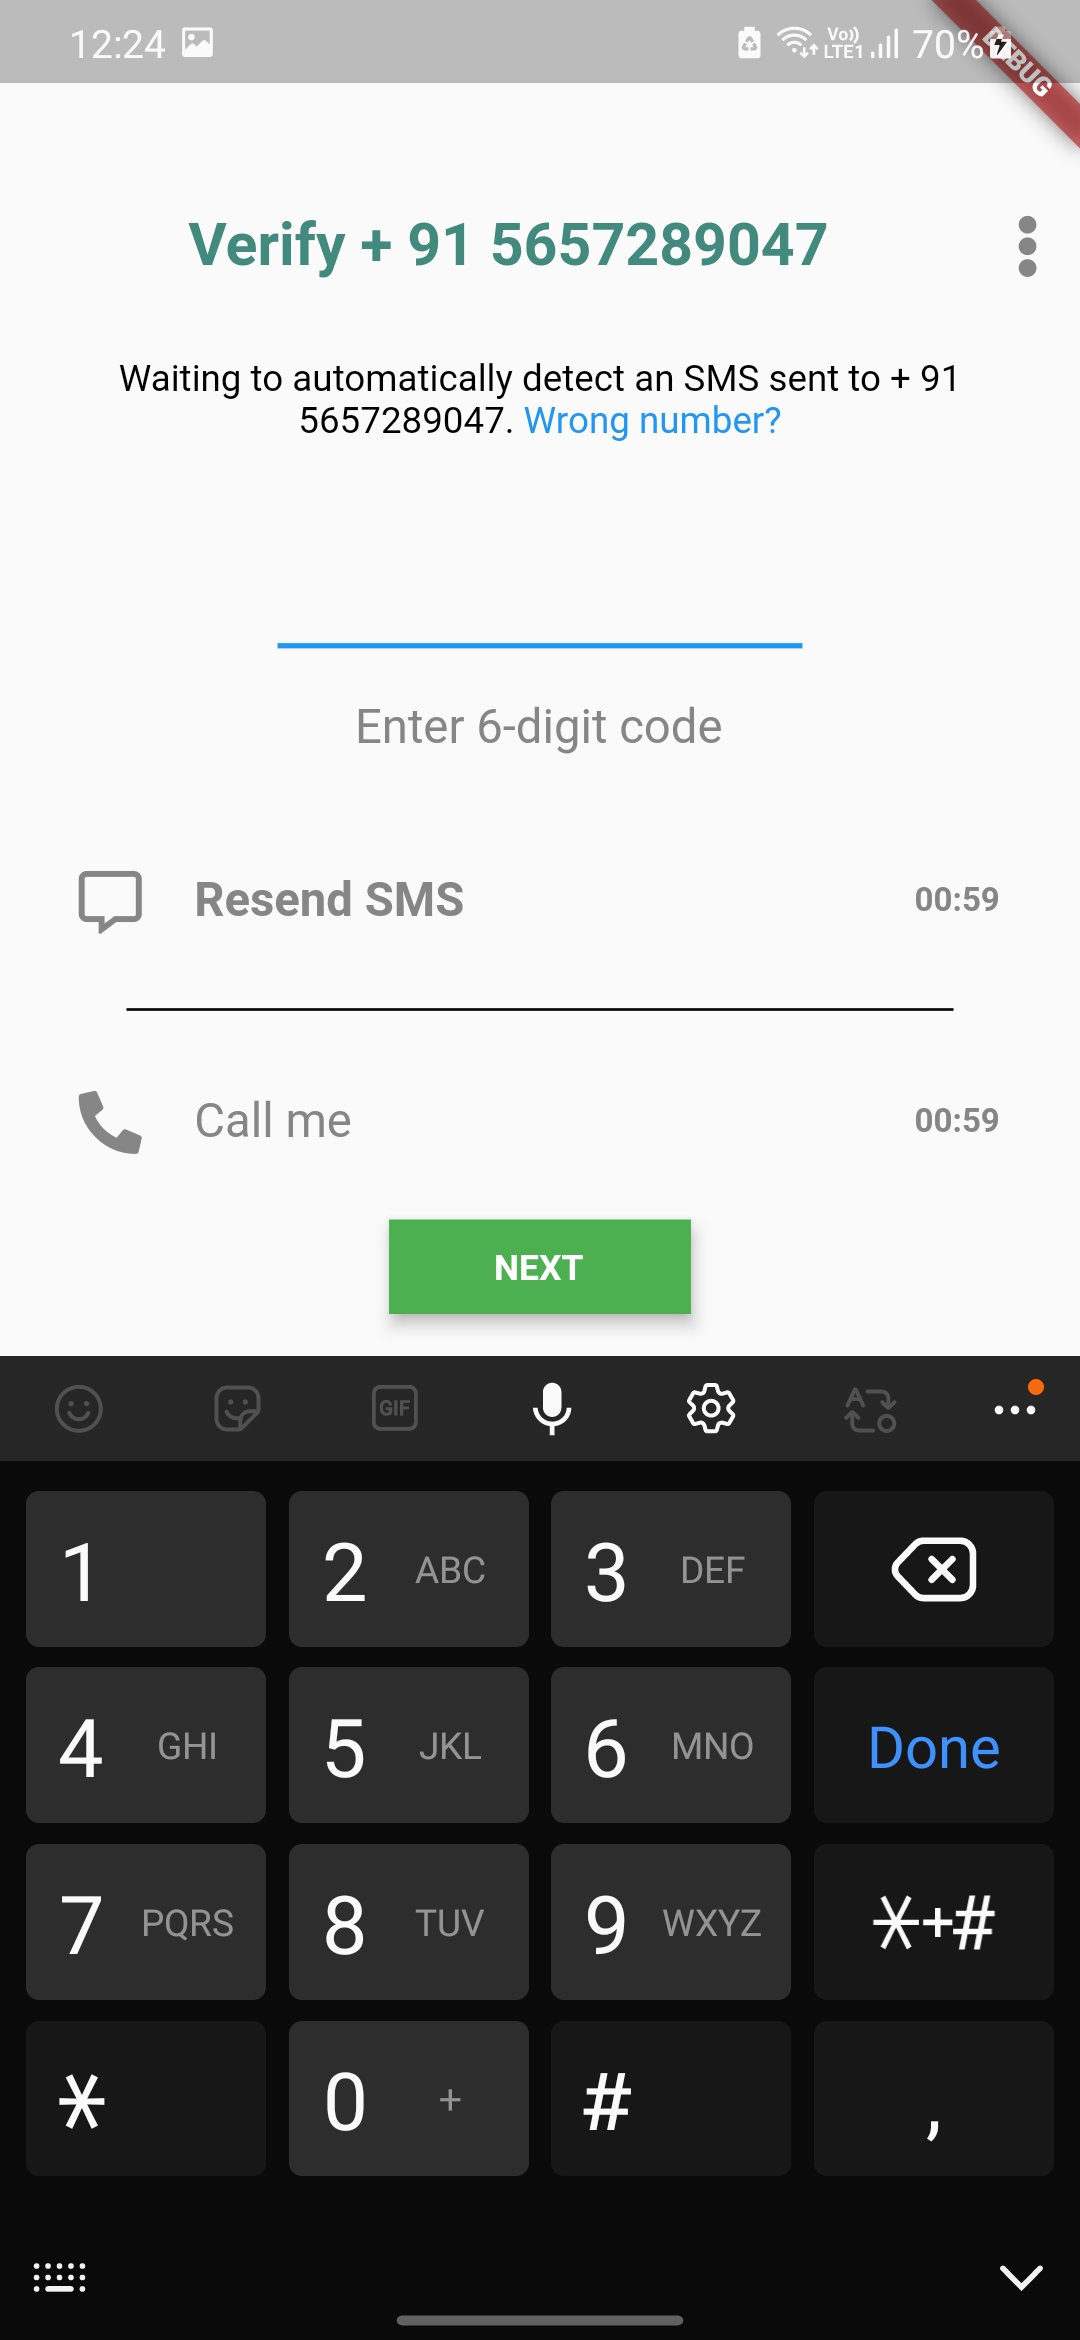 12:24
Vo)) LTE1 70%
DEBUG
Verify + 91 5657289047
Waiting to automatically detect an SMS sent to + 91
5657289047. Wrong number?
Enter 6-digit code
Resend SMS 00:59
Call me 00:59
NEXT
GIF
1 2 ABC 3 DEF
4 GHI 5 JKL 6 MNO Done
7 PQRS 8 TUV 9 WXYZ *+#
* 0 + # ,